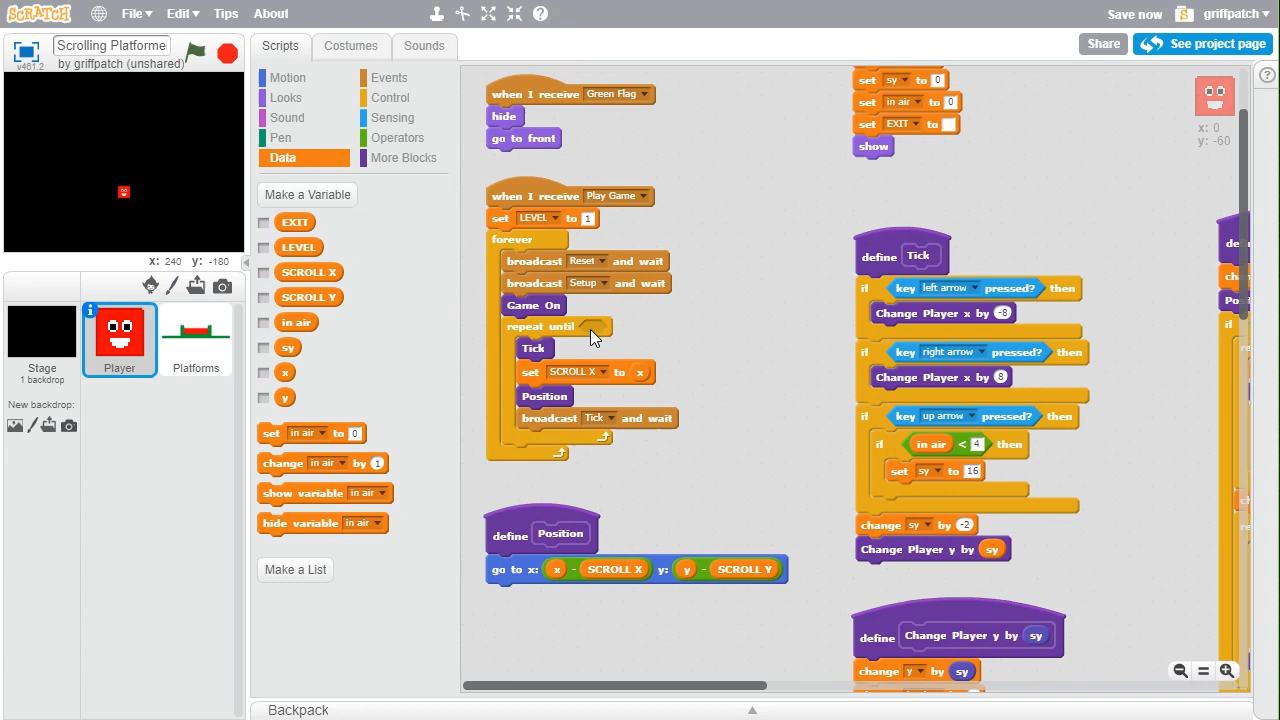 SCRATCH File Edit Tips About Save now griffpatch
Share See project page
v461.2 Scrolling Platforme
by griffpatch (unshared)
x: 240 y: -180
Stage
1 backdrop
Player
Platforms
New backdrop:
Scripts Costumes Sounds
Motion Events
Looks Control
Sound Sensing
Pen Operators
Data More Blocks
Make a Variable
EXIT
LEVEL
SCROLL X
SCROLL Y
in air
sy
x
y
set in air to 0
change in air by 1
show variable in air
hide variable in air
Make a List
when I receive Green Flag
hide
go to front
when I receive Play Game
set LEVEL to 1
forever
broadcast Reset and wait
broadcast Setup and wait
Game On
repeat until
Tick
set SCROLL X to x
Position
broadcast Tick and wait
define Position
go to x: x - SCROLL X y: y - SCROLL Y
set sy to 0
set in air to 0
set EXIT to
show
define Tick
if key left arrow pressed? then
Change Player x by -8
if key right arrow pressed? then
Change Player x by 8
if key up arrow pressed? then
if in air < 4 then
set sy to 16
change sy by -2
Change Player y by sy
define Change Player y by sy
change y by sy
x: 0
y: -60
Backpack